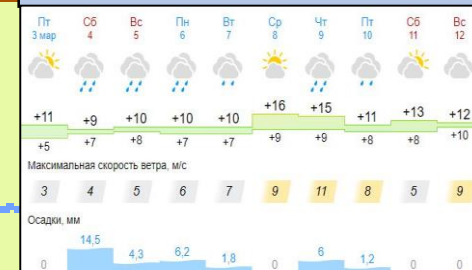 Пт Сб Вс Пн Вт Ср Чт Пт Сб Вс
3 мар 4 5 6 7 8 9 10 11 12
+11 +9 +10 +10 +10 +16 +15 +11 +13 +12
+5 +7 +8 +7 +7 +9 +9 +8 +8 +10
Максимальная скорость ветра, м/с
3 4 5 6 7 9 11 8 5 9
Осадки, мм
0 14,5 4,3 6,2 1,8 0 6 1,2 0 0